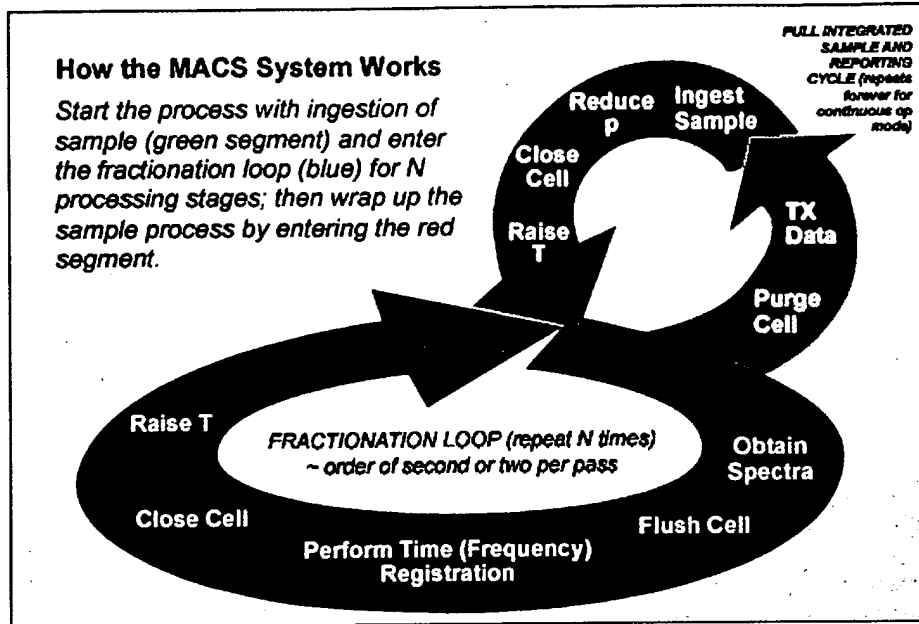 How the MACS System Works
Start the process with ingestion of
sample (green segment) and enter
the fractionation loop (blue) for N
processing stages; then wrap up the
sample process by entering the red
segment.
PULL INTEGRATED
SAMPLE AND
REPORTING
CYCLE (repeats
forever for
continuous op
mode)
Ingest
Sample
Reduce
p
Close
Cell
Raise
T
TX
Data
Purge
Cell
Raise T
FRACTIONATION LOOP (repeat N times)
~ order of second or two per pass
Obtain
Spectra
Close Cell
Flush Cell
Perform Time (Frequency)
Registration